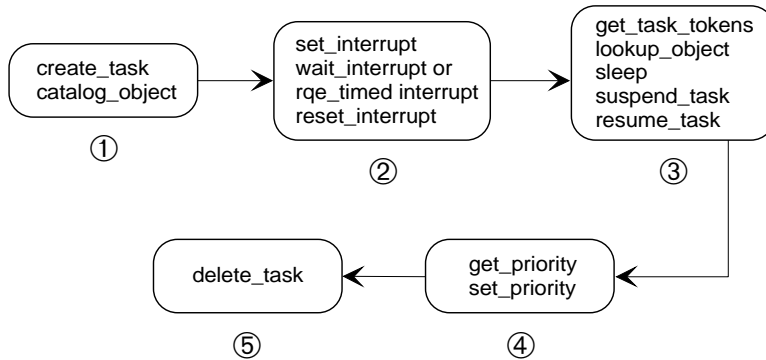 create_task
catalog_object
①
set_interrupt
wait_interrupt or
rqe_timed interrupt
reset_interrupt
②
get_task_tokens
lookup_object
sleep
suspend_task
resume_task
③
get_priority
set_priority
④
delete_task
⑤